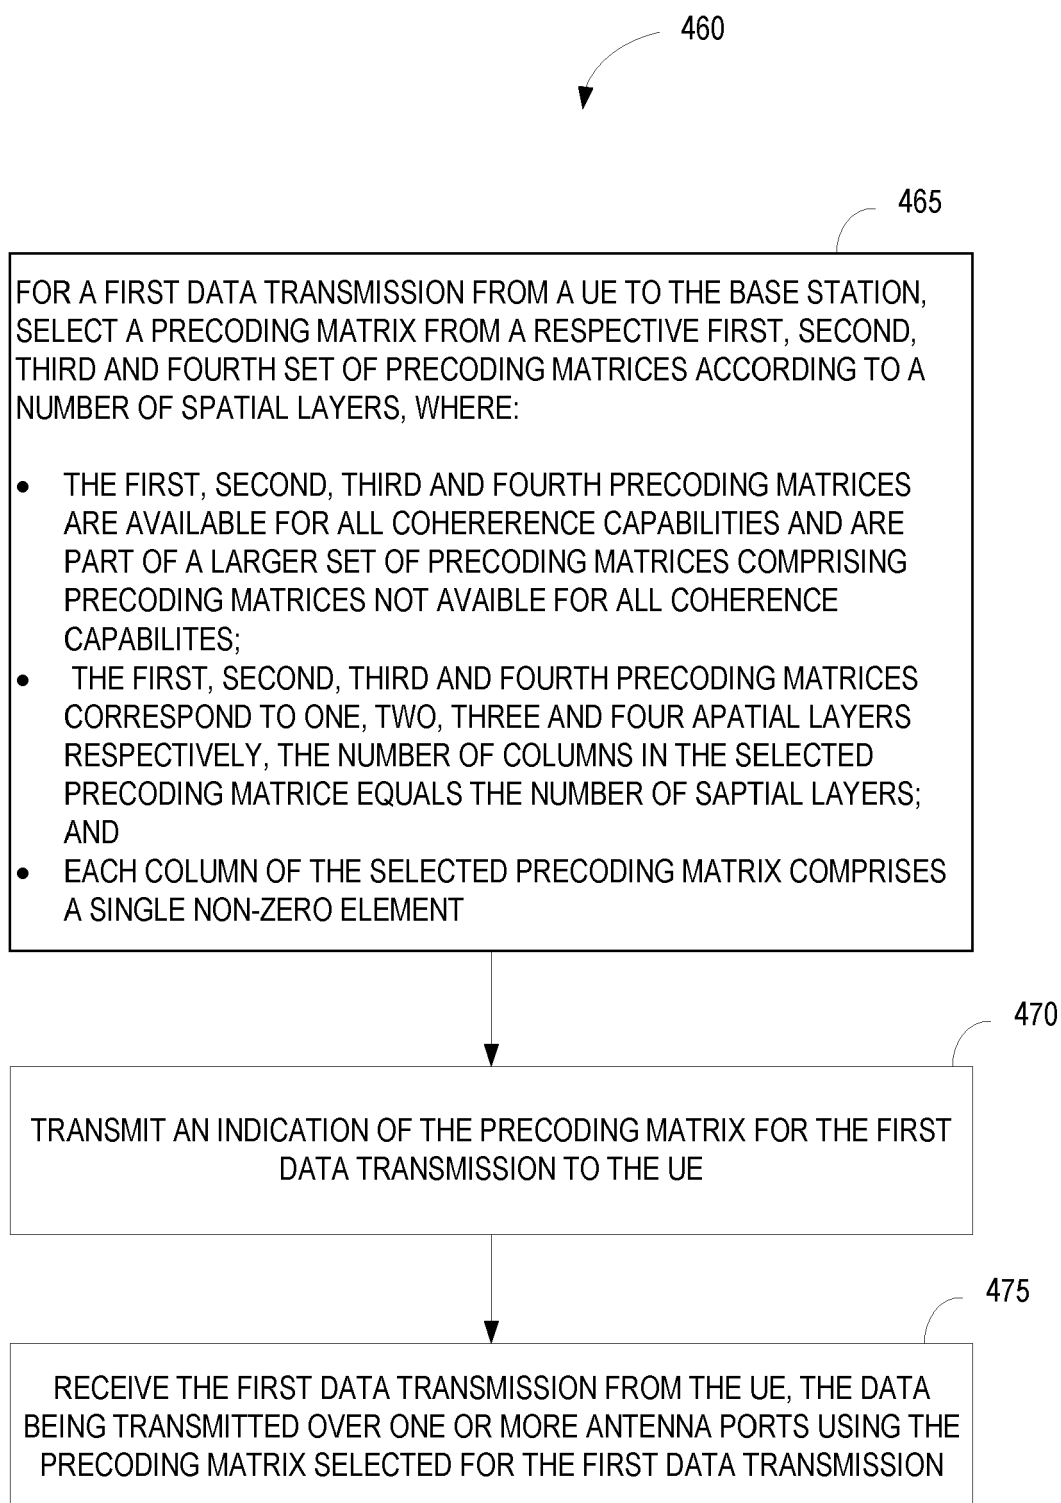 460
465
FOR A FIRST DATA TRANSMISSION FROM A UE TO THE BASE STATION,
SELECT A PRECODING MATRIX FROM A RESPECTIVE FIRST, SECOND,
THIRD AND FOURTH SET OF PRECODING MATRICES ACCORDING TO A
NUMBER OF SPATIAL LAYERS, WHERE:
• THE FIRST, SECOND, THIRD AND FOURTH PRECODING MATRICES
ARE AVAILABLE FOR ALL COHERERENCE CAPABILITIES AND ARE
PART OF A LARGER SET OF PRECODING MATRICES COMPRISING
PRECODING MATRICES NOT AVAIBLE FOR ALL COHERENCE
CAPABILITES;
• THE FIRST, SECOND, THIRD AND FOURTH PRECODING MATRICES
CORRESPOND TO ONE, TWO, THREE AND FOUR APATIAL LAYERS
RESPECTIVELY, THE NUMBER OF COLUMNS IN THE SELECTED
PRECODING MATRICE EQUALS THE NUMBER OF SAPTIAL LAYERS;
AND
• EACH COLUMN OF THE SELECTED PRECODING MATRIX COMPRISES
A SINGLE NON-ZERO ELEMENT
470
TRANSMIT AN INDICATION OF THE PRECODING MATRIX FOR THE FIRST
DATA TRANSMISSION TO THE UE
475
RECEIVE THE FIRST DATA TRANSMISSION FROM THE UE, THE DATA
BEING TRANSMITTED OVER ONE OR MORE ANTENNA PORTS USING THE
PRECODING MATRIX SELECTED FOR THE FIRST DATA TRANSMISSION